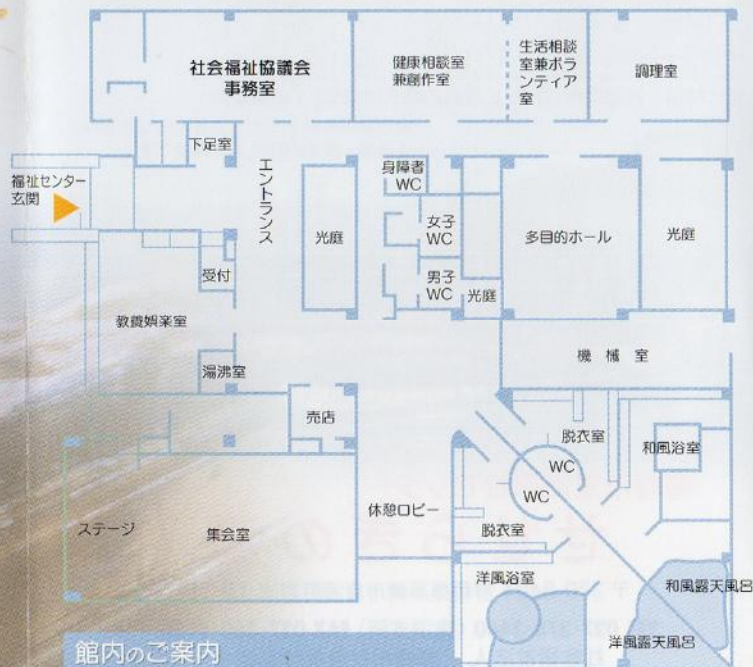 社会福祉協議会
事務室
健康相談室
兼創作室
生活相談
室兼ボラ
ンティア
室
調理室
下足室
福祉センター
玄関
エントランス
光庭
身障者
WC
女子
WC
男子
WC
光庭
多目的ホール
光庭
受付
教養娯楽室
湯沸室
機械室
売店
脱衣室
WC
和風浴室
WC
脱衣室
ステージ
集会室
休憩ロビー
洋風浴室
和風露天風呂
洋風露天風呂
館内のご案内